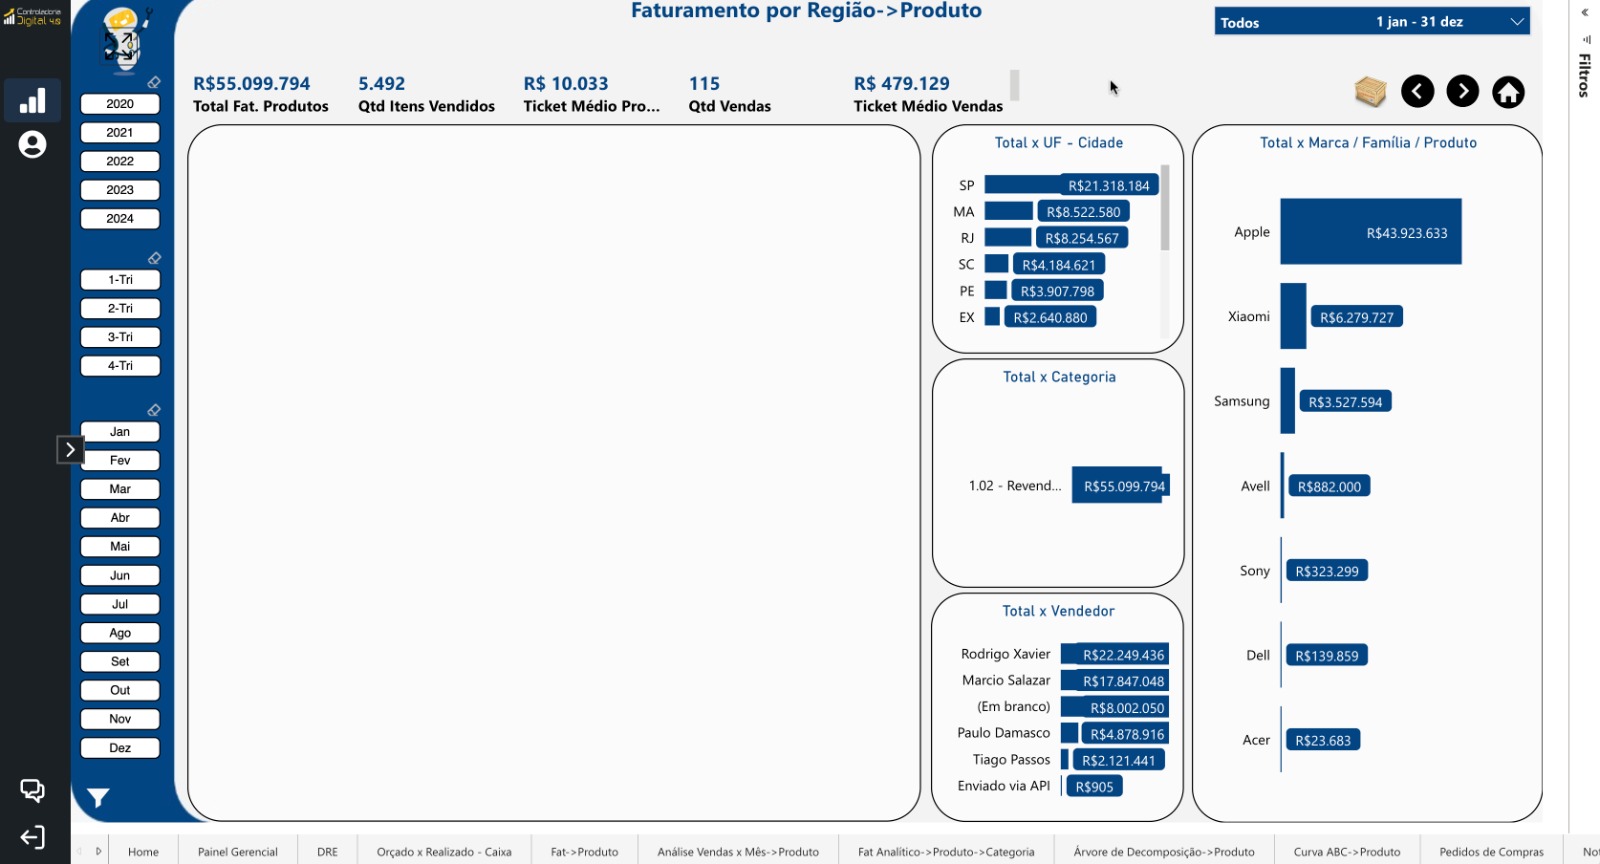 Controladoria
Digital 4.0
Faturamento por Região->Produto
Todos 1 jan - 31 dez
Filtros
R$55.099.794
Total Fat. Produtos
5.492
Qtd Itens Vendidos
R$ 10.033
Ticket Médio Pro...
115
Qtd Vendas
R$ 479.129
Ticket Médio Vendas
2020
2021
2022
2023
2024
1-Tri
2-Tri
3-Tri
4-Tri
Jan
Fev
Mar
Abr
Mai
Jun
Jul
Ago
Set
Out
Nov
Dez
Total x UF - Cidade
SP R$21.318.184
MA R$8.522.580
RJ R$8.254.567
SC R$4.184.621
PE R$3.907.798
EX R$2.640.880
Total x Categoria
1.02 - Revend... R$55.099.794
Total x Vendedor
Rodrigo Xavier R$22.249.436
Marcio Salazar R$17.847.048
(Em branco) R$8.002.050
Paulo Damasco R$4.878.916
Tiago Passos R$2.121.441
Enviado via API R$905
Total x Marca / Família / Produto
Apple R$43.923.633
Xiaomi R$6.279.727
Samsung R$3.527.594
Avell R$882.000
Sony R$323.299
Dell R$139.859
Acer R$23.683
Home Painel Gerencial DRE Orçado x Realizado - Caixa Fat->Produto Análise Vendas x Mês->Produto Fat Analítico->Produto->Categoria Árvore de Decomposição->Produto Curva ABC->Produto Pedidos de Compras